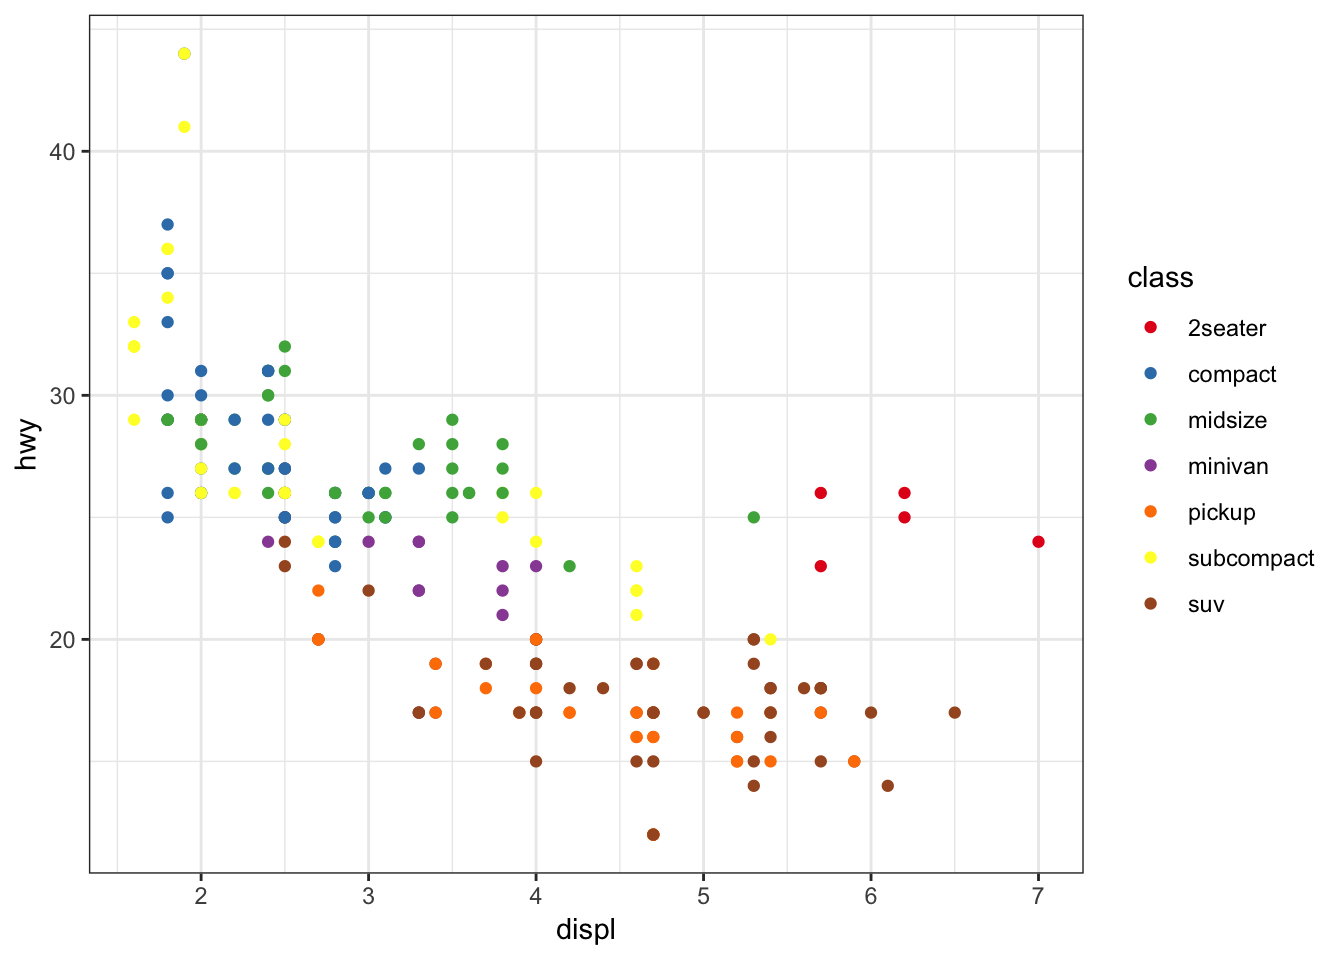 40
30
20
hwy
2 3 4 5 6 7
displ
class
2seater
compact
midsize
minivan
pickup
subcompact
suv